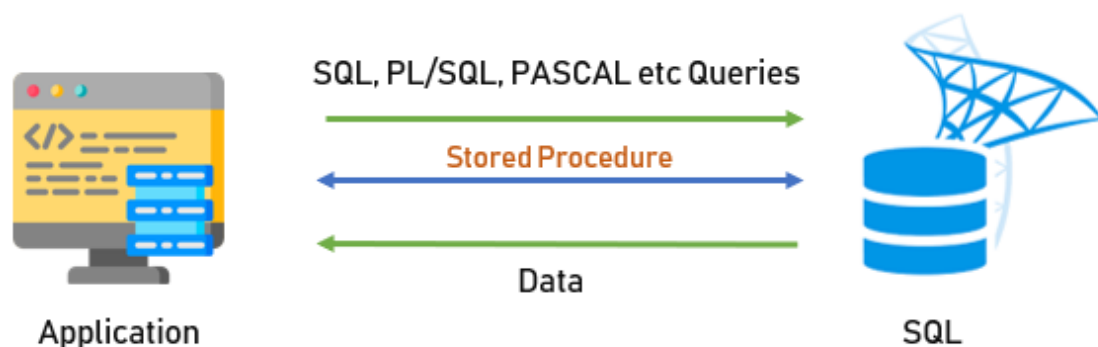 SQL, PL/SQL, PASCAL etc Queries
Stored Procedure
Data
Application
SQL